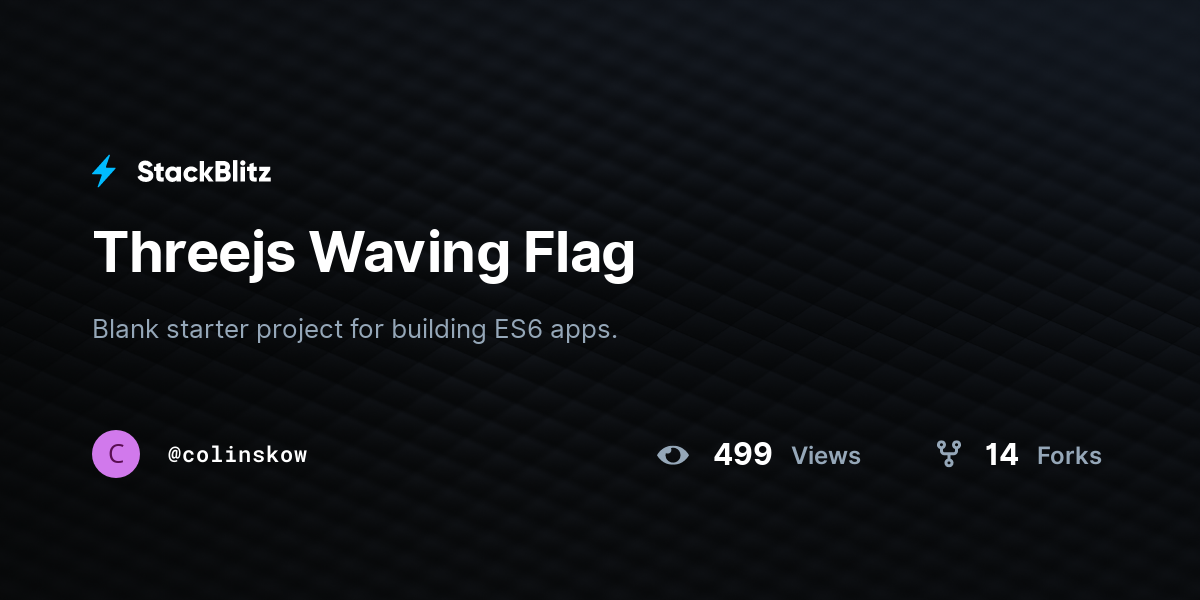 StackBlitz
Threejs Waving Flag
Blank starter project for building ES6 apps.
C @colinskow 499 Views 14 Forks